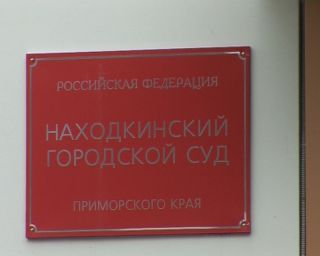 РОССИЙСКАЯ ФЕДЕРАЦИЯ
НАХОДКИНСКИЙ
ГОРОДСКОЙ СУД
ПРИМОРСКОГО КРАЯ